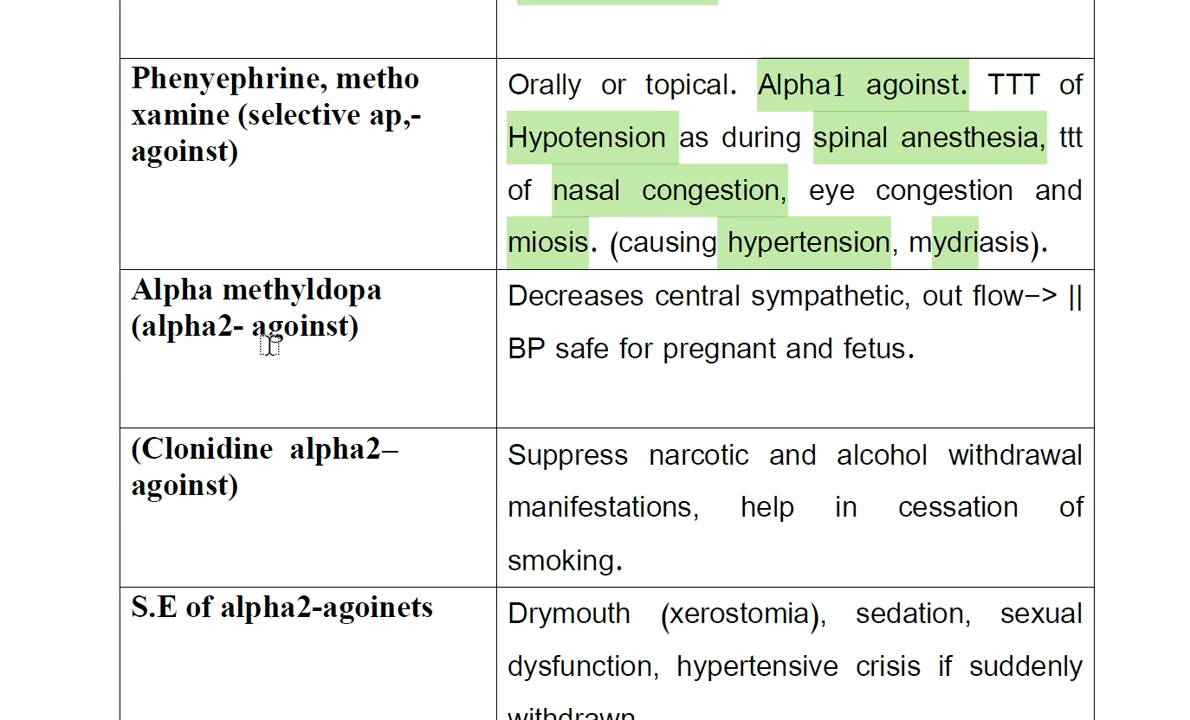 Phenyephrine, metho
xamine (selective ap,-
agoinst)
Orally or topical. Alpha1 agoinst. TTT of
Hypotension as during spinal anesthesia, ttt
of nasal congestion, eye congestion and
miosis. (causing hypertension, mydriasis).
Alpha methyldopa
(alpha2- agoinst)
Decreases central sympathetic, out flow–> ||
BP safe for pregnant and fetus.
(Clonidine alpha2–
agoinst)
Suppress narcotic and alcohol withdrawal
manifestations, help in cessation of
smoking.
S.E of alpha2-agoinets
Drymouth (xerostomia), sedation, sexual
dysfunction, hypertensive crisis if suddenly
withdrawn